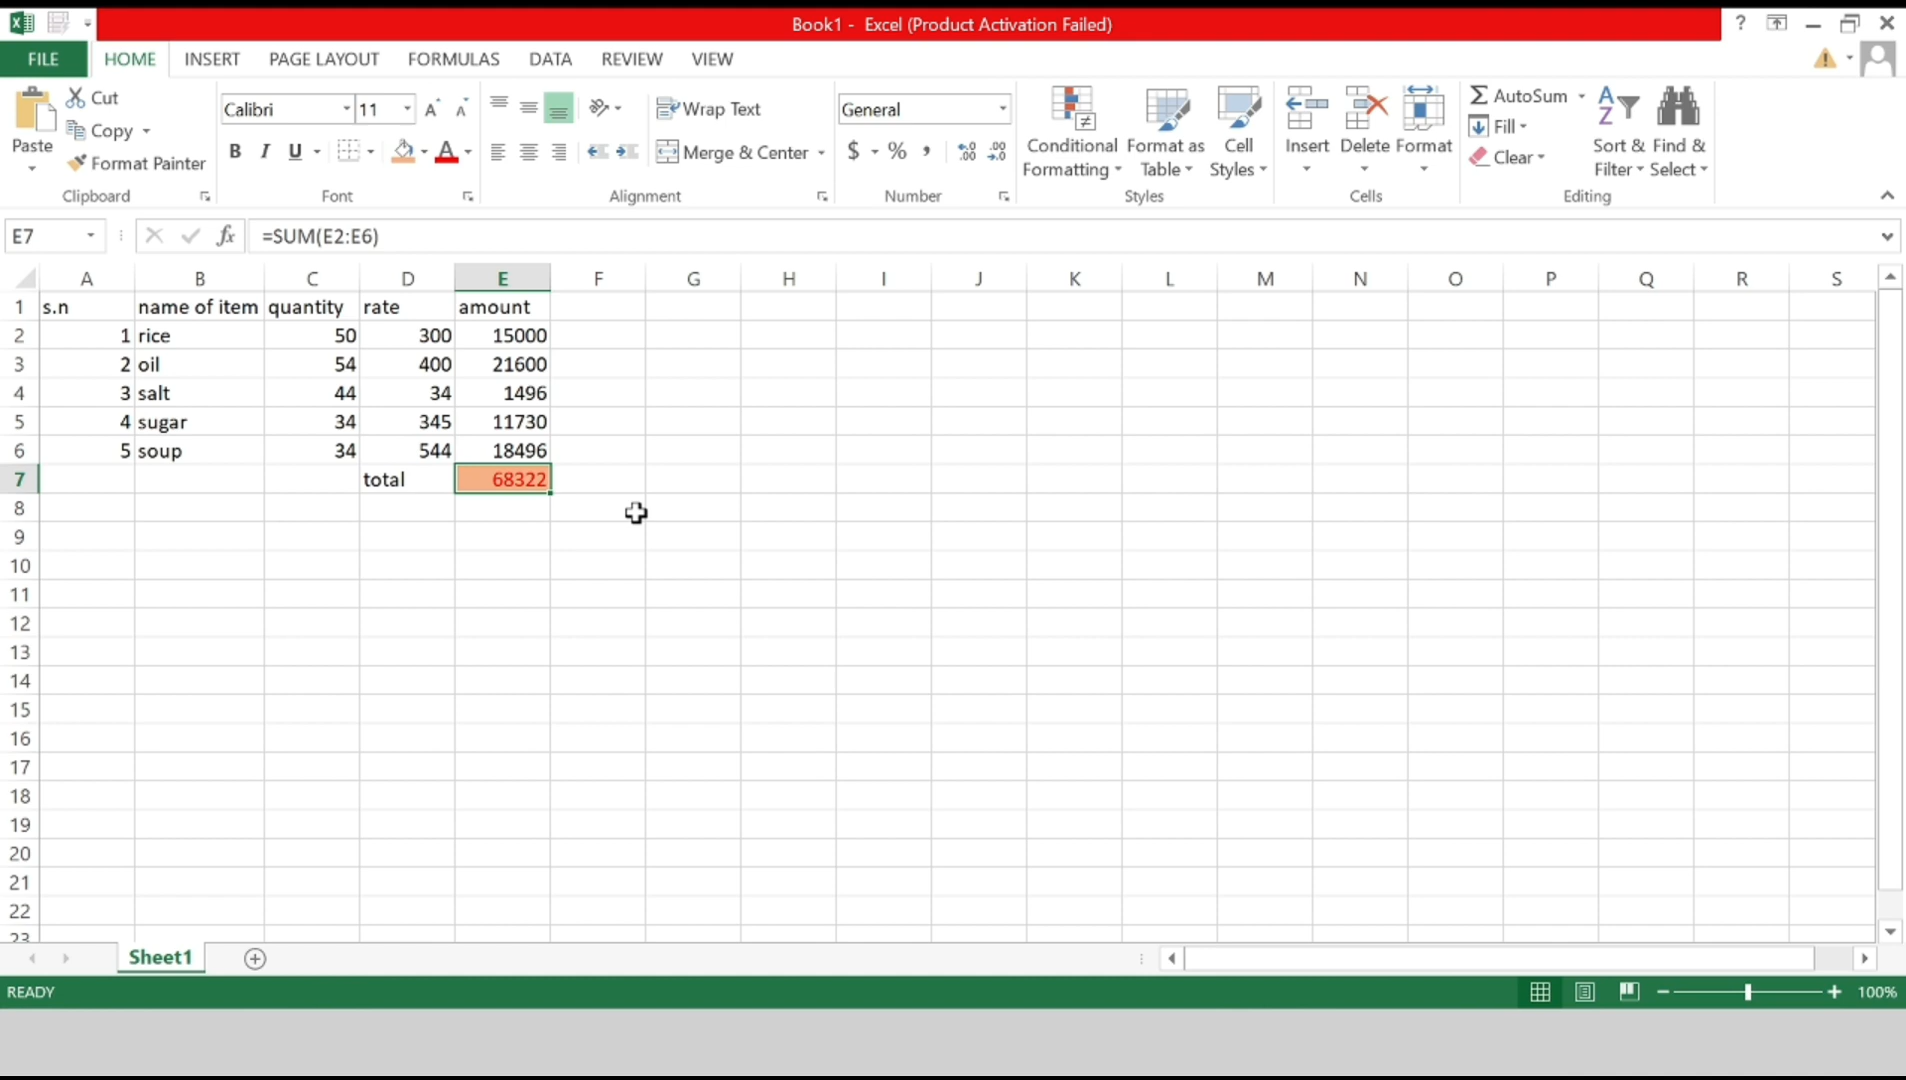 Book1 - Excel (Product Activation Failed)
?
FILE HOME INSERT PAGE LAYOUT FORMULAS DATA REVIEW VIEW
Paste
Cut
Copy
Format Painter
Clipboard
Calibri 11
B I U
Font
Wrap Text
Merge & Center
Alignment
General
$ % ,
Number
Conditional Formatting
Format as Table
Cell Styles
Styles
Insert Delete Format
Cells
AutoSum
Fill
Clear
Sort & Filter
Find & Select
Editing
E7 fx =SUM(E2:E6)
A B C D E F G H I J K L M N O P Q R S
1 s.n name of item quantity rate amount
2 1 rice 50 300 15000
3 2 oil 54 400 21600
4 3 salt 44 34 1496
5 4 sugar 34 345 11730
6 5 soup 34 544 18496
7 total 68322
8
9
10
11
12
13
14
15
16
17
18
19
20
21
22
23
Sheet1
READY 100%